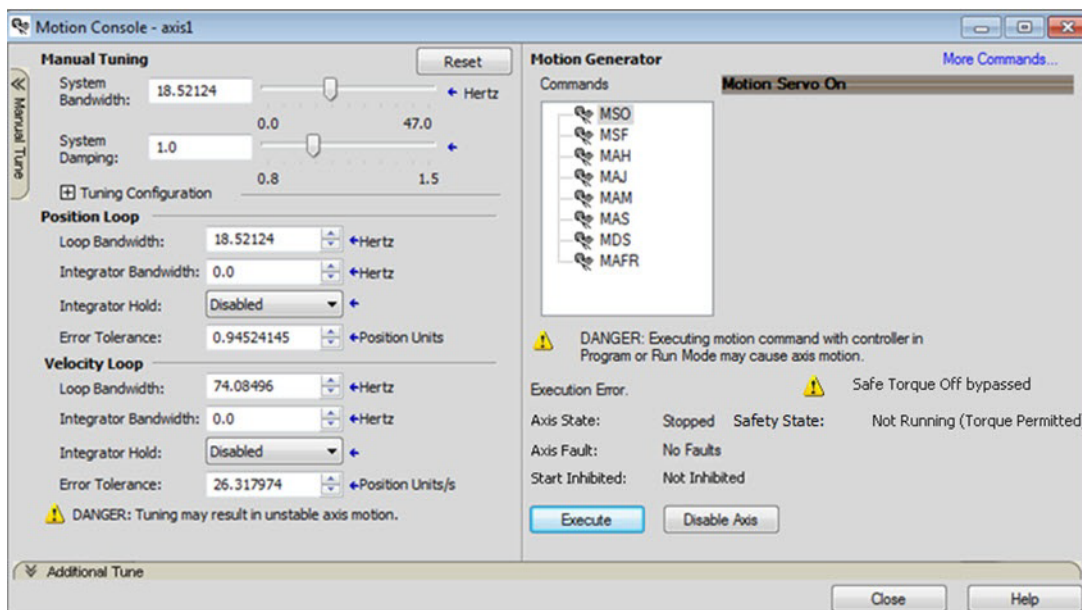 Motion Console - axis1
Manual Tuning
Reset
Manual Tune
System Bandwidth:
18.52124
Hertz
0.0 47.0
System Damping:
1.0
0.8 1.5
Tuning Configuration
Position Loop
Loop Bandwidth: 18.52124 Hertz
Integrator Bandwidth: 0.0 Hertz
Integrator Hold: Disabled
Error Tolerance: 0.94524145 Position Units
Velocity Loop
Loop Bandwidth: 74.08496 Hertz
Integrator Bandwidth: 0.0 Hertz
Integrator Hold: Disabled
Error Tolerance: 26.317974 Position Units/s
DANGER: Tuning may result in unstable axis motion.
Motion Generator
More Commands...
Commands
Motion Servo On
MSO
MSF
MAH
MAJ
MAM
MAS
MDS
MAFR
DANGER: Executing motion command with controller in
Program or Run Mode may cause axis motion.
Execution Error.
Safe Torque Off bypassed
Axis State: Stopped Safety State: Not Running (Torque Permitted
Axis Fault: No Faults
Start Inhibited: Not Inhibited
Execute Disable Axis
Additional Tune
Close Help